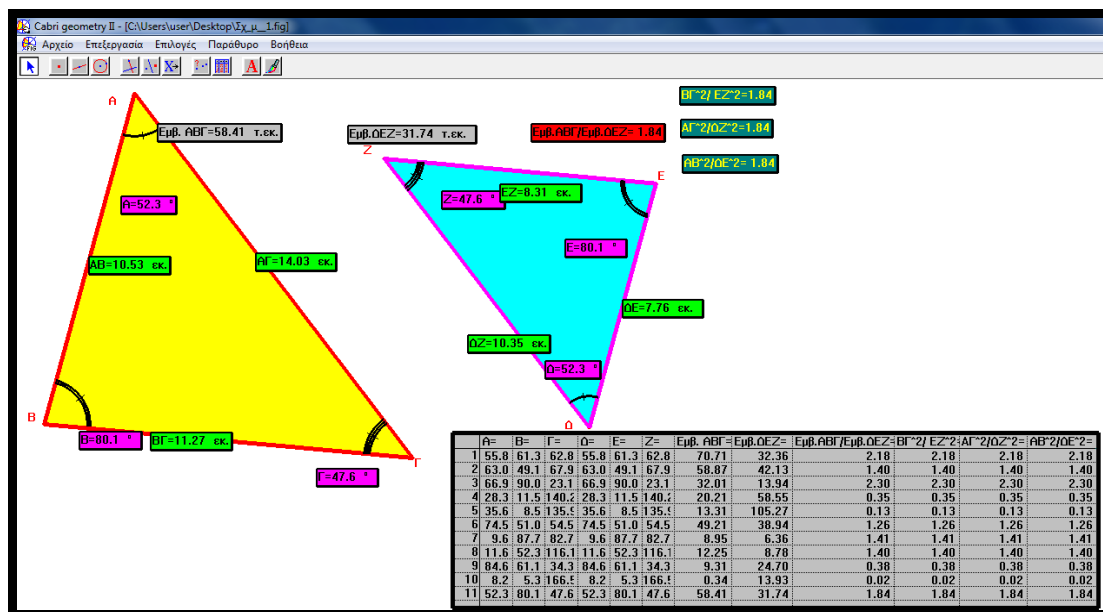 Cabri geometry II - [C:\Users\user\Desktop\Σχ_μ__1.fig]
Αρχείο Επεξεργασία Επιλογές Παράθυρο Βοήθεια
Α
Εμβ. ΑΒΓ=58.41 τ.εκ.
Εμβ.ΔΕΖ=31.74 τ.εκ.
Εμβ.ΑΒΓ/Εμβ.ΔΕΖ= 1.84
ΒΓ^2/ ΕΖ^2=1.84
ΑΓ^2/ΔΖ^2=1.84
ΑΒ^2/ΔΕ^2= 1.84
Ζ
Ε
Α=52.3 °
Ζ=47.6 °
ΕΖ=8.31 εκ.
Ε=80.1 °
ΑΒ=10.53 εκ.
ΑΓ=14.03 εκ.
ΔΕ=7.76 εκ.
ΔΖ=10.35 εκ.
Δ=52.3 °
Δ
Β
Β=80.1 °
ΒΓ=11.27 εκ.
Γ
Γ=47.6 °
Α= Β= Γ= Δ= Ε= Ζ= Εμβ. ΑΒΓ= Εμβ.ΔΕΖ= Εμβ.ΑΒΓ/Εμβ.ΔΕΖ= ΒΓ^2/ ΕΖ^2= ΑΓ^2/ΔΖ^2= ΑΒ^2/ΔΕ^2=
1 55.8 61.3 62.8 55.8 61.3 62.8 70.71 32.36 2.18 2.18 2.18 2.18
2 63.0 49.1 67.9 63.0 49.1 67.9 58.87 42.13 1.40 1.40 1.40 1.40
3 66.9 90.0 23.1 66.9 90.0 23.1 32.01 13.94 2.30 2.30 2.30 2.30
4 28.3 11.5 140.2 28.3 11.5 140.2 20.21 58.55 0.35 0.35 0.35 0.35
5 35.6 8.5 135.9 35.6 8.5 135.9 13.31 105.27 0.13 0.13 0.13 0.13
6 74.5 51.0 54.5 74.5 51.0 54.5 49.21 38.94 1.26 1.26 1.26 1.26
7 9.6 87.7 82.7 9.6 87.7 82.7 8.95 6.36 1.41 1.41 1.41 1.41
8 11.6 52.3 116.1 11.6 52.3 116.1 12.25 8.78 1.40 1.40 1.40 1.40
9 84.6 61.1 34.3 84.6 61.1 34.3 9.31 24.70 0.38 0.38 0.38 0.38
10 8.2 5.3 166.5 8.2 5.3 166.5 0.34 13.93 0.02 0.02 0.02 0.02
11 52.3 80.1 47.6 52.3 80.1 47.6 58.41 31.74 1.84 1.84 1.84 1.84